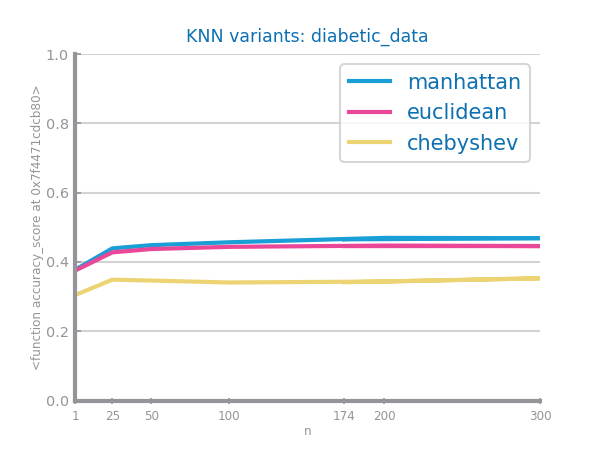 KNN variants: diabetic_data
<function accuracy_score at 0x7f4471cdcb80>
1.0
0.8
0.6
0.4
0.2
0.0
manhattan
euclidean
chebyshev
1 25 50 100 174 200 300
n